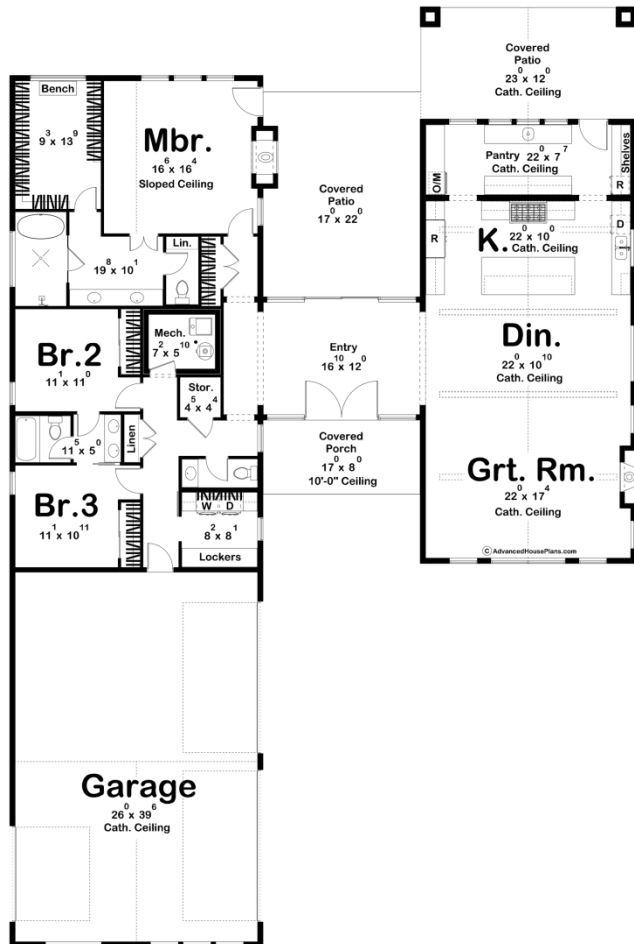 Covered
Patio
23⁰ x 12⁰
Cath. Ceiling
Bench
9³ x 13⁹
Mbr.
16⁶ x 16⁴
Sloped Ceiling
Covered
Patio
17⁰ x 22⁰
O/M
Pantry 22⁰ x 7⁷
Cath. Ceiling
Shelves
R
R
K.
22⁰ x 10⁰
Cath. Ceiling
D
Lin.
19⁸ x 10¹
Mech.
7² x 5¹⁰
Br.2
11¹ x 11⁰
Entry
16¹⁰ x 12⁰
Din.
22⁰ x 10¹⁰
Cath. Ceiling
Stor.
4⁵ x 4⁴
Linen
11⁵ x 5⁰
Covered
Porch
17⁰ x 8⁰
10'-0" Ceiling
Grt. Rm.
22⁰ x 17⁴
Cath. Ceiling
Br.3
11¹ x 10¹¹
W D
8² x 8¹
Lockers
© AdvancedHousePlans.com
Garage
26⁰ x 39⁶
Cath. Ceiling